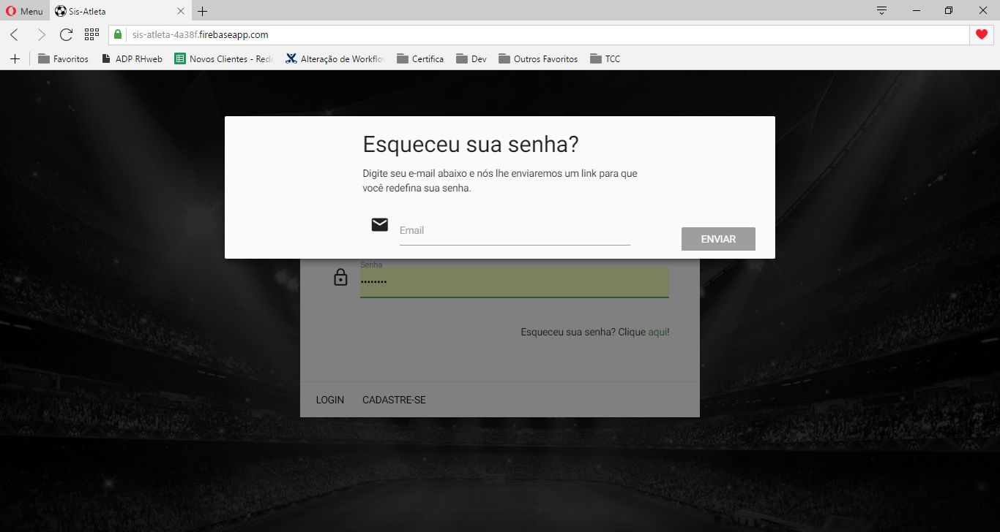 Menu
Sis-Atleta
sis-atleta-4a38f.firebaseapp.com
Favoritos
ADP RHweb
Novos Clientes - Rede
Alteração de Workflo
Certifica
Dev
Outros Favoritos
TCC
Esqueceu sua senha?
Digite seu e-mail abaixo e nós lhe enviaremos um link para que
você redefina sua senha.
Email
ENVIAR
Senha
••••••••
Esqueceu sua senha? Clique aqui!
LOGIN
CADASTRE-SE